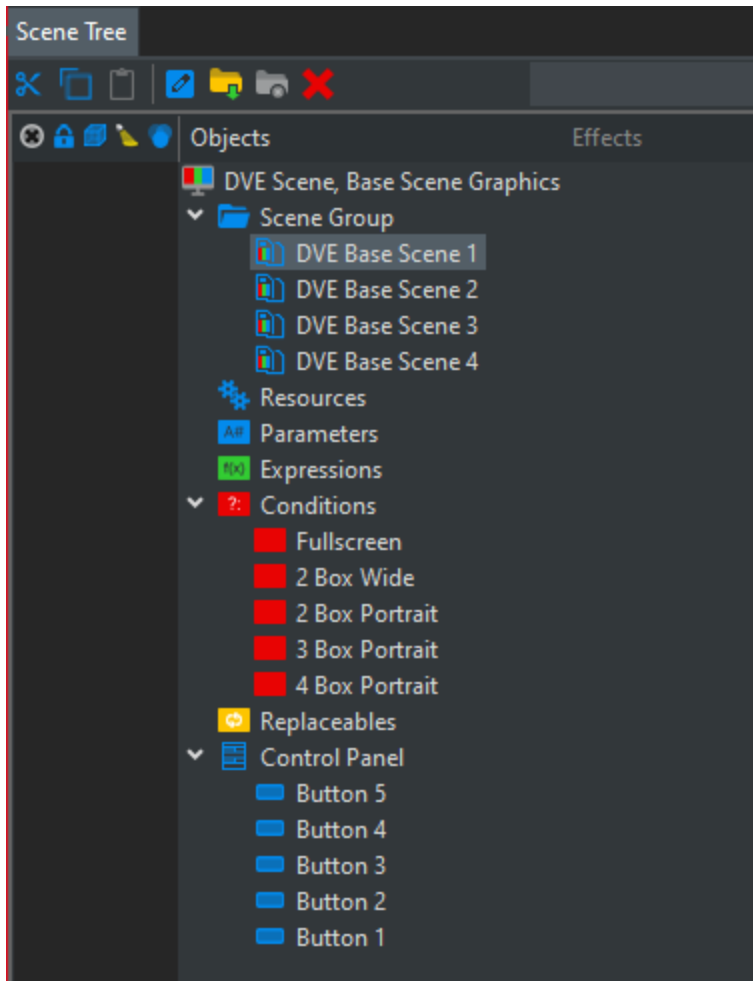 Scene Tree
Objects Effects
DVE Scene, Base Scene Graphics
Scene Group
DVE Base Scene 1
DVE Base Scene 2
DVE Base Scene 3
DVE Base Scene 4
Resources
A# Parameters
f(x) Expressions
?: Conditions
Fullscreen
2 Box Wide
2 Box Portrait
3 Box Portrait
4 Box Portrait
Replaceables
Control Panel
Button 5
Button 4
Button 3
Button 2
Button 1